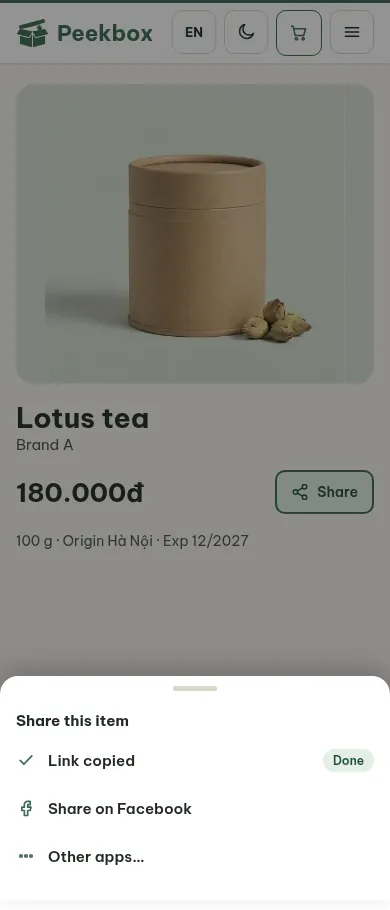 Peekbox
EN
Lotus tea
Brand A
180.000đ
Share
100 g · Origin Hà Nội · Exp 12/2027
Share this item
Link copied
Done
Share on Facebook
Other apps...